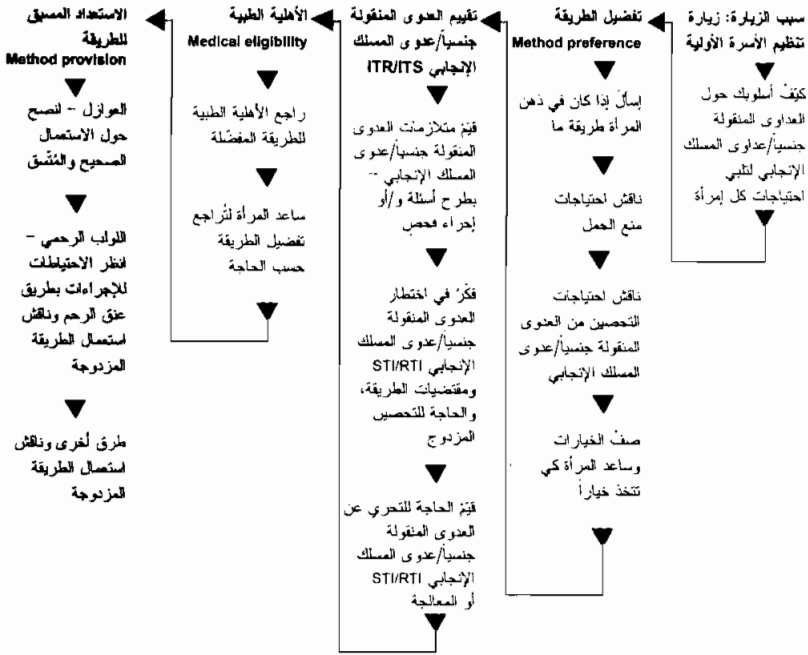 سبب الزيارة: زيارة
تنظيم الأسرة الأولية
كيّفْ أسلوبك حول
العداوى المنقولة
جنسياً/عداوى المسلك
الإنجابي لتلبي
احتياجات كل إمرأة
تفضيل الطريقة
Method preference
إسألْ إذا كان في ذهن
المرأة طريقة ما
ناقش احتياجات
منع الحمل
ناقش احتياجات
التحصين من العدوى
المنقولة جنسياً/عدوى
المسلك الإنجابي
صفْ الخيارات
وساعد المرأة كي
تتخذ خياراً
تقييم العدوى المنقولة
جنسياً/عدوى المسلك
الإنجابي ITR/ITS
قيّمْ متلازمات العدوى
المنقولة جنسياً/عدوى
المسلك الإنجابي –
بطرح أسئلة و/أو
إجراء فحص
فكّرْ في اختطار
العدوى المنقولة
جنسياً/عدوى المسلك
الإنجابي STI/RTI
ومقتضيات الطريقة،
والحاجة للتحصين
المزدوج
قيّمْ الحاجة للتحري عن
العدوى المنقولة
جنسياً/عدوى المسلك
الإنجابي STI/RTI
أو المعالجة
الأهلية الطبية
Medical eligibility
راجع الأهلية الطبية
للطريقة المفضّلة
ساعد المرأة لتُراجع
تفضيل الطريقة
حسب الحاجة
الاستعداد المسبق
للطريقة
Method provision
العوازل – انصح
حول الاستعمال
الصحيح والمُتّسق
اللولب الرحمي –
انظر الاحتياطات
للإجراءات بطريق
عنق الرحم وناقش
استعمال الطريقة
المزدوجة
طرق أخرى وناقش
استعمال الطريقة
المزدوجة